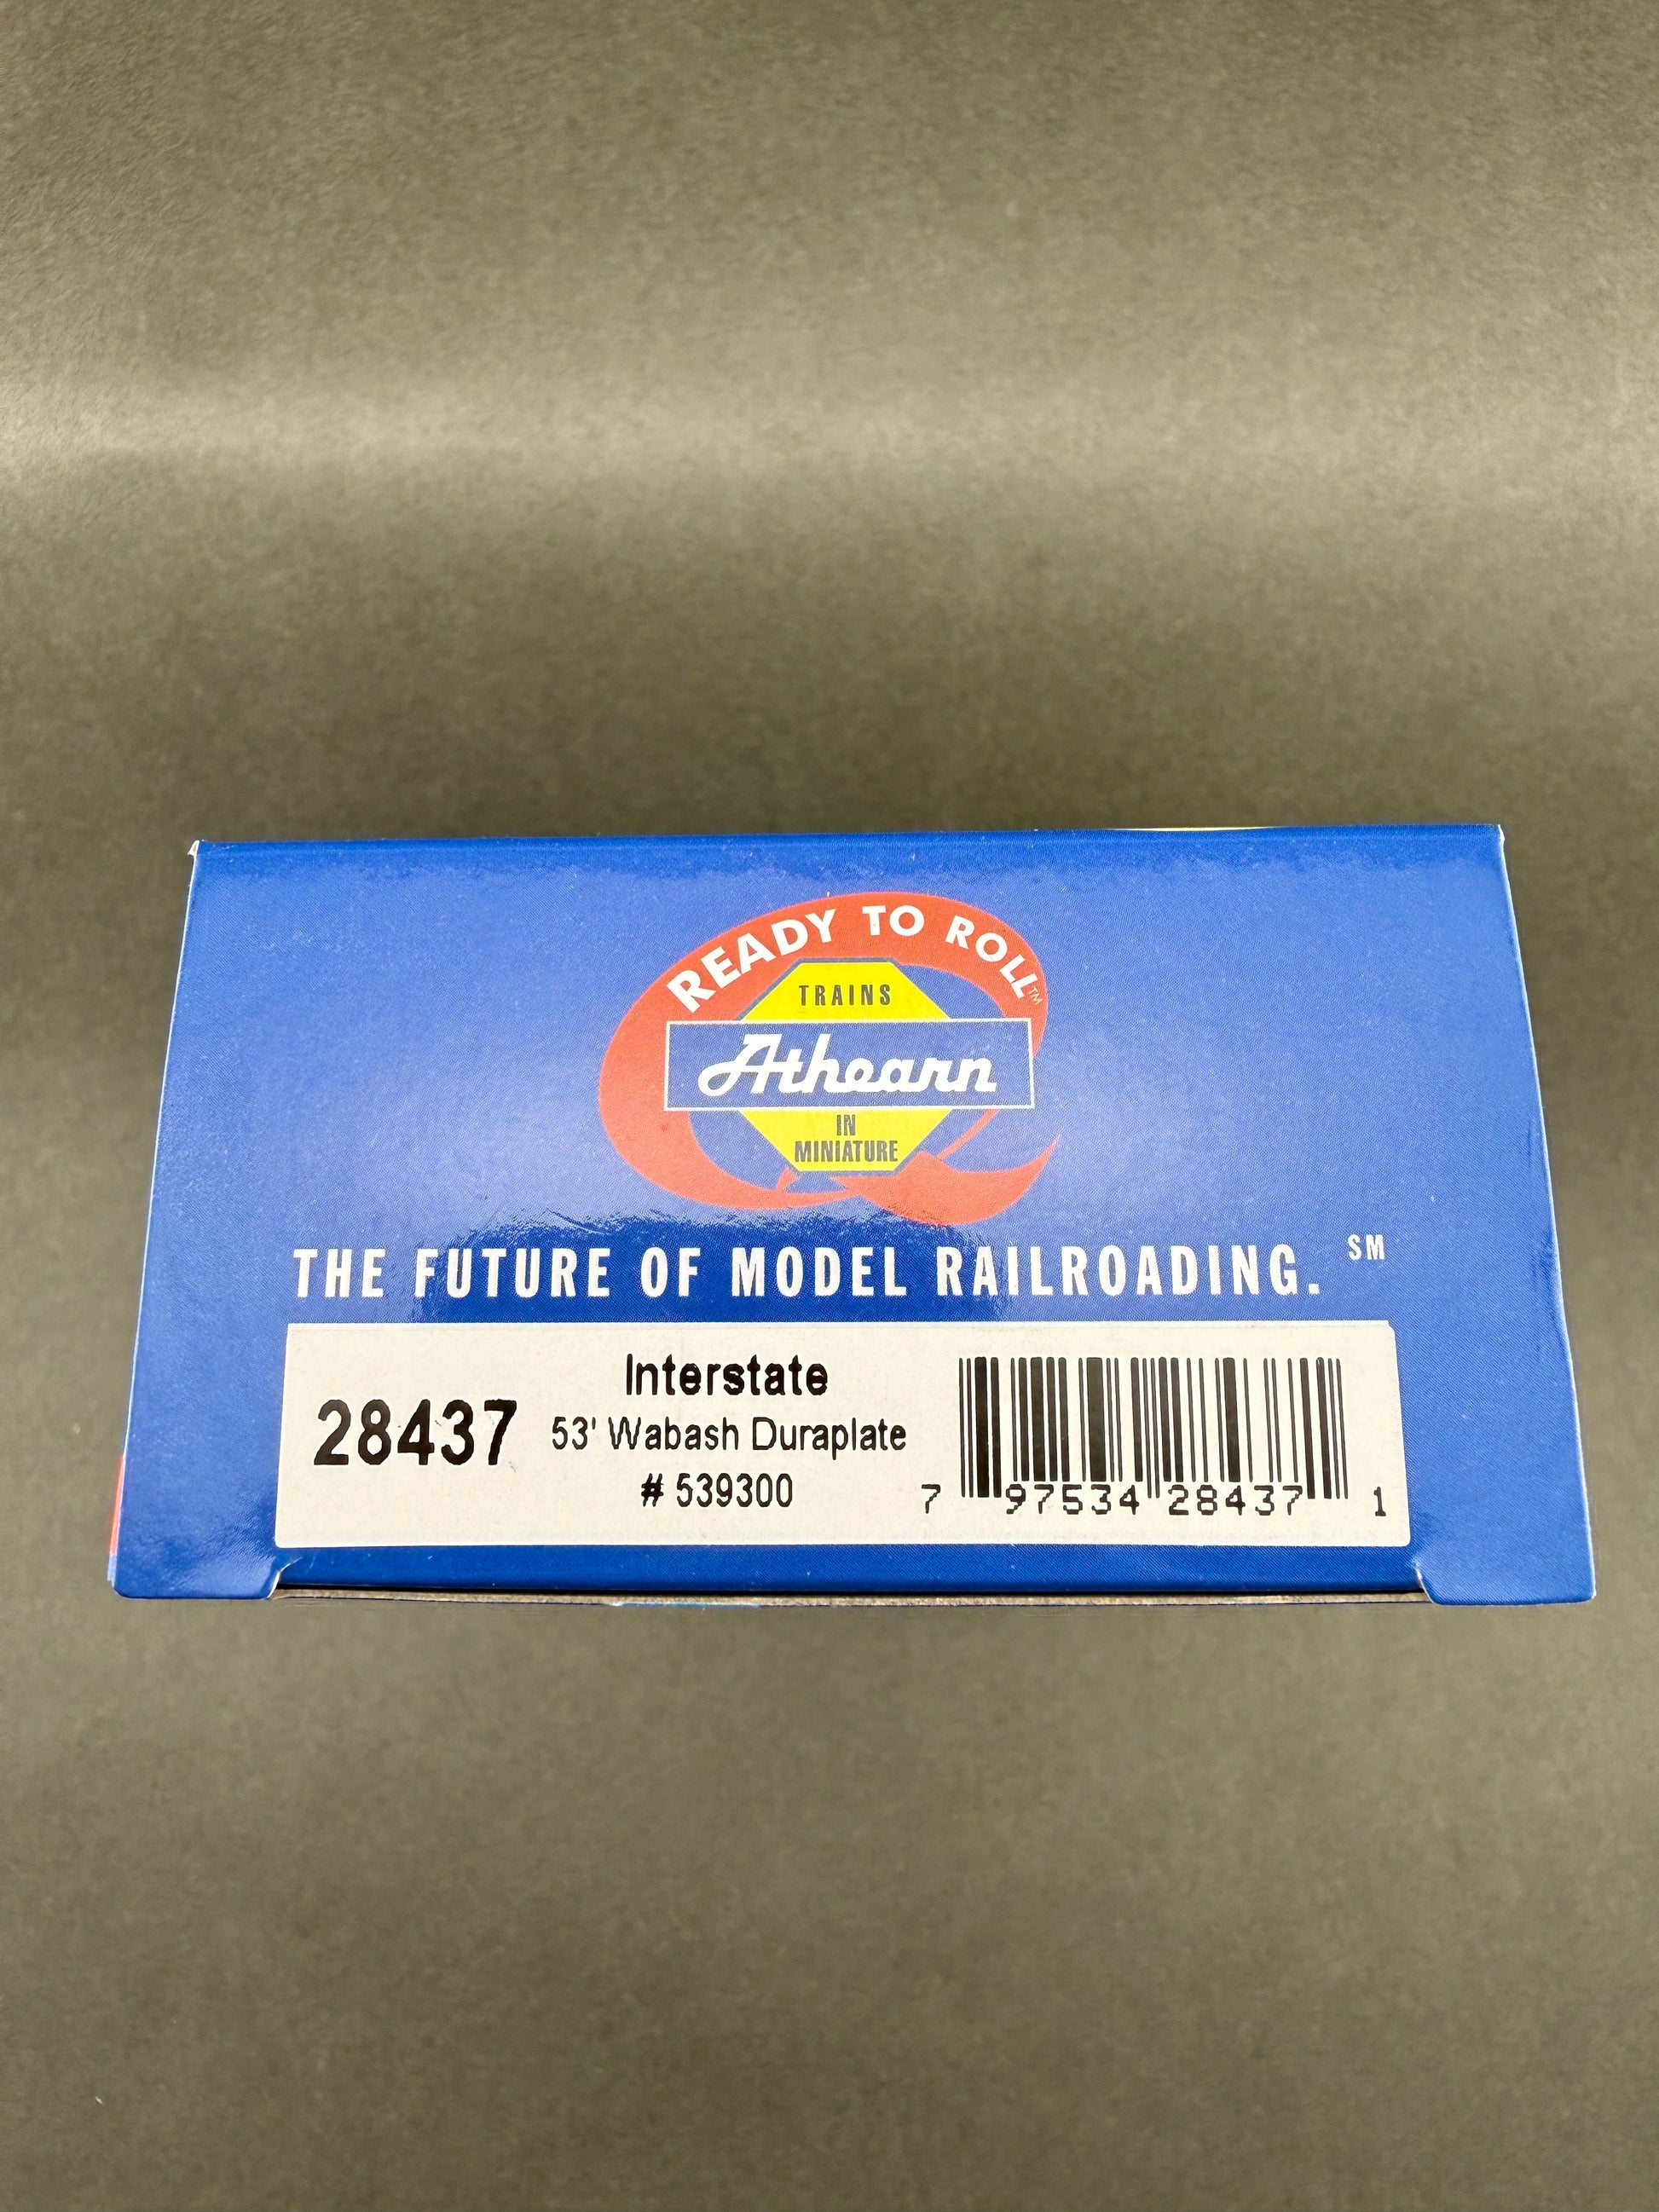 READY TO ROLL™
TRAINS
Athearn
IN
MINIATURE
THE FUTURE OF MODEL RAILROADING. SM
Interstate
28437
53' Wabash Duraplate
# 539300
7 97534 28437 1